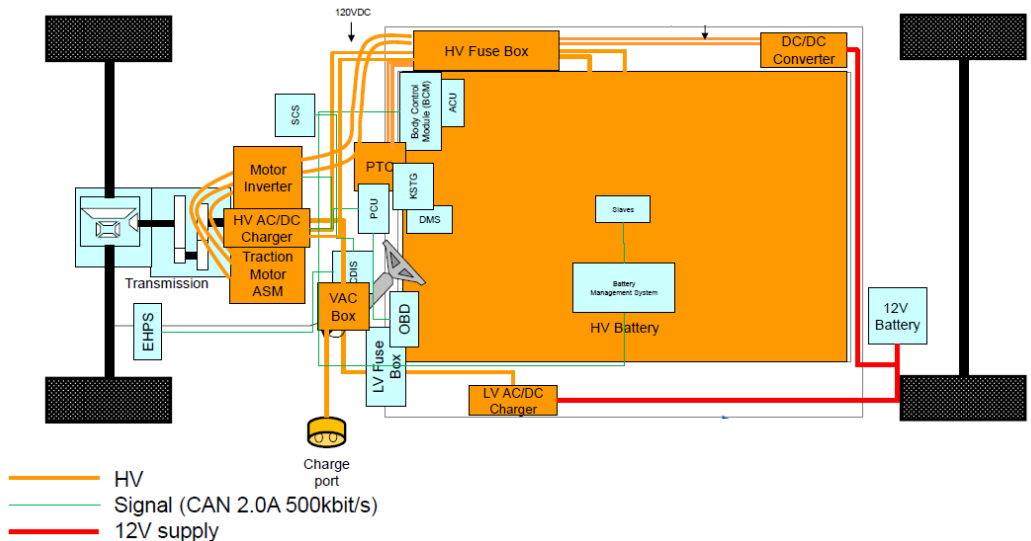 120VDC
HV Fuse Box
DC/DC
Converter
SCS
Body Control
Module (BCM)
ACU
Motor
Inverter
PTC
KSTG
PCU
DMS
Slaves
HV AC/DC
Charger
Traction
Motor
ASM
Transmission
CDIS
VAC
Box
OBD
Battery
Management System
HV Battery
12V
Battery
EHPS
LV Fuse
Box
LV AC/DC
Charger
Charge
port
HV
Signal (CAN 2.0A 500kbit/s)
12V supply